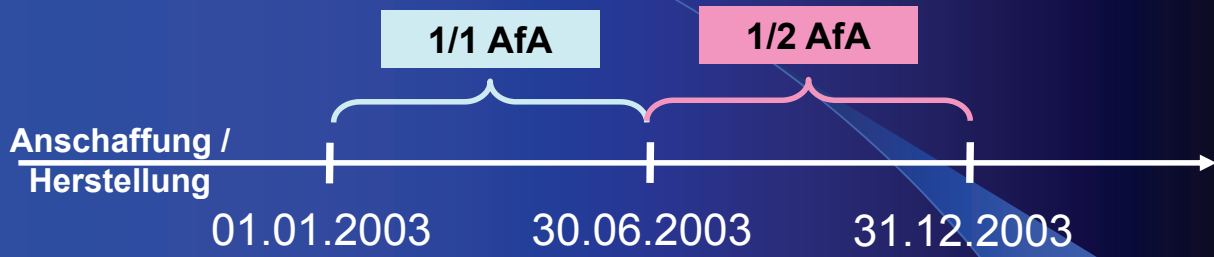 1/1 AfA
1/2 AfA
Anschaffung /
Herstellung
01.01.2003
30.06.2003
31.12.2003